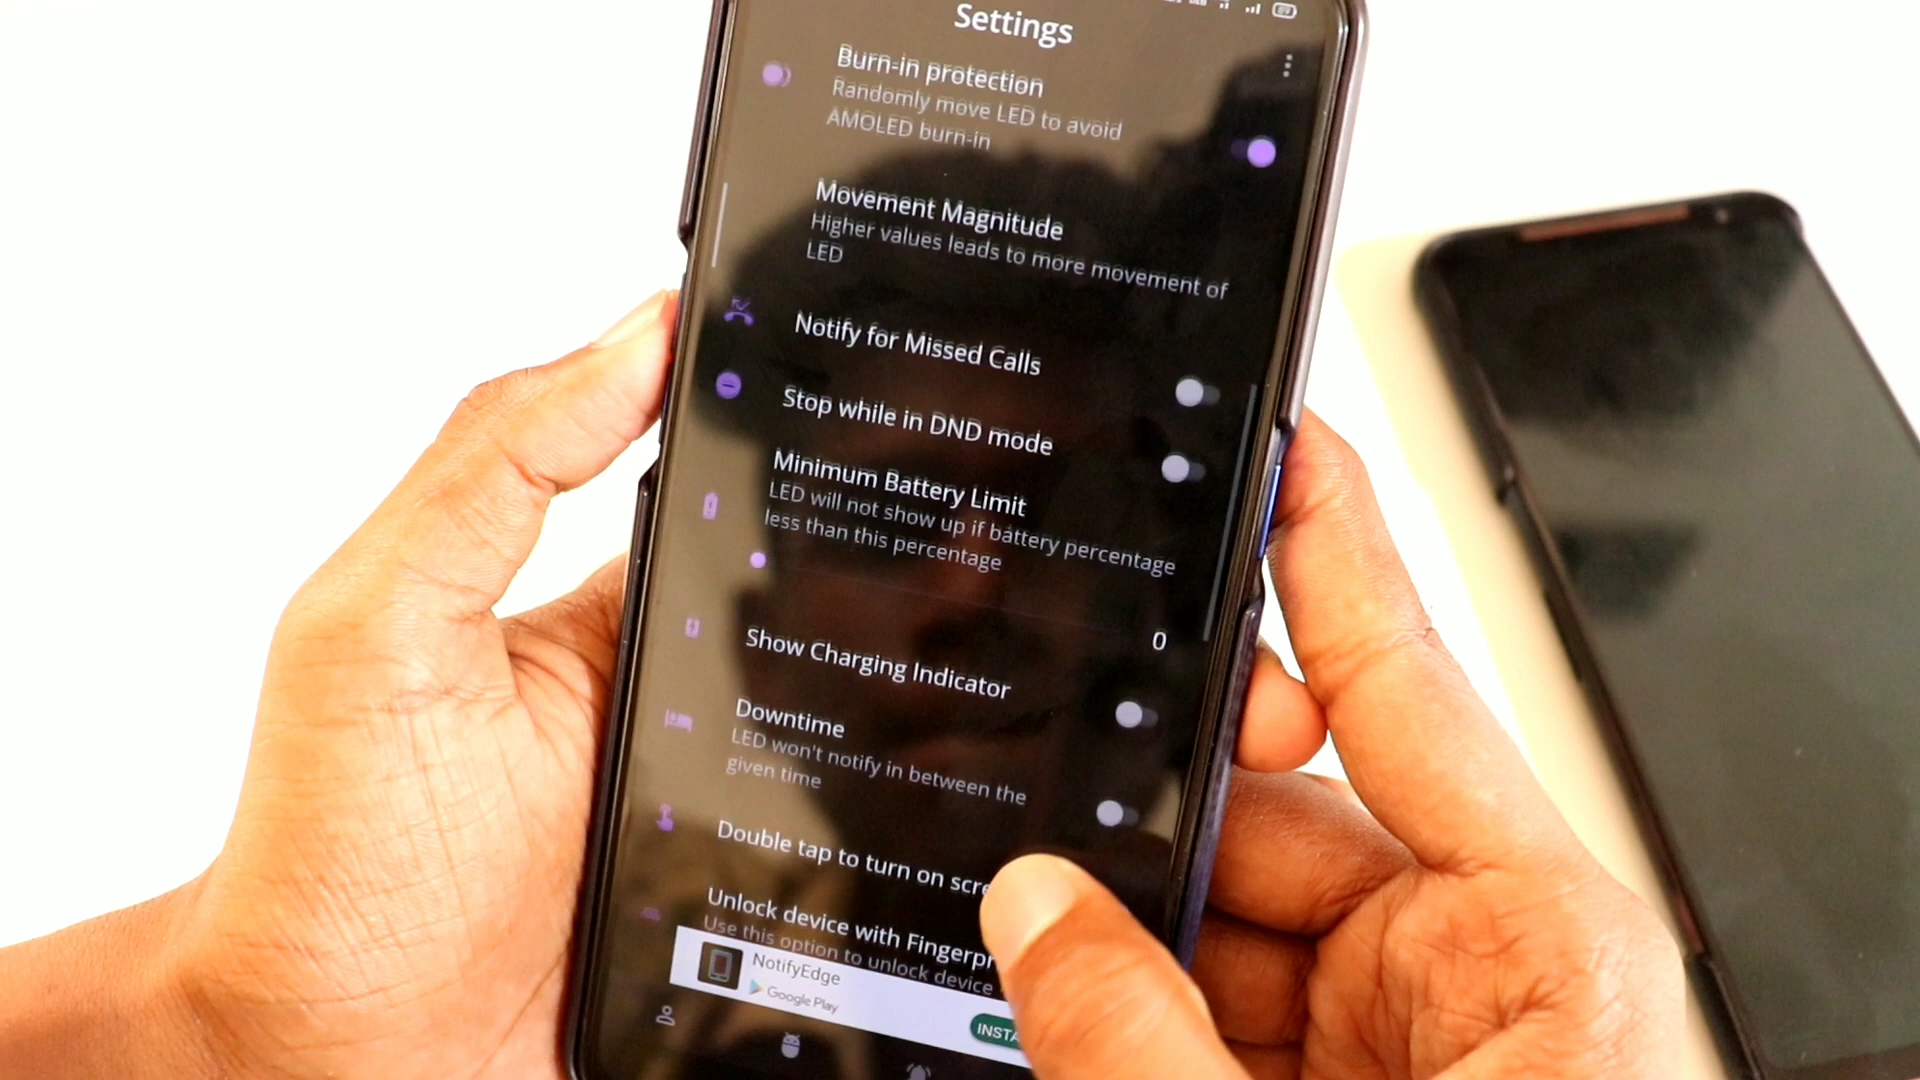 Settings
Burn-in protection
Randomly move LED to avoid
AMOLED burn-in
Movement Magnitude
Higher values leads to more movement of
LED
Notify for Missed Calls
Stop while in DND mode
Minimum Battery Limit
LED will not show up if battery percentage
less than this percentage
0
Show Charging Indicator
Downtime
LED won't notify in between the
given time
Double tap to turn on scre
Unlock device with Fingerpr
Use this option to unlock device
NotifyEdge
Google Play
INSTA